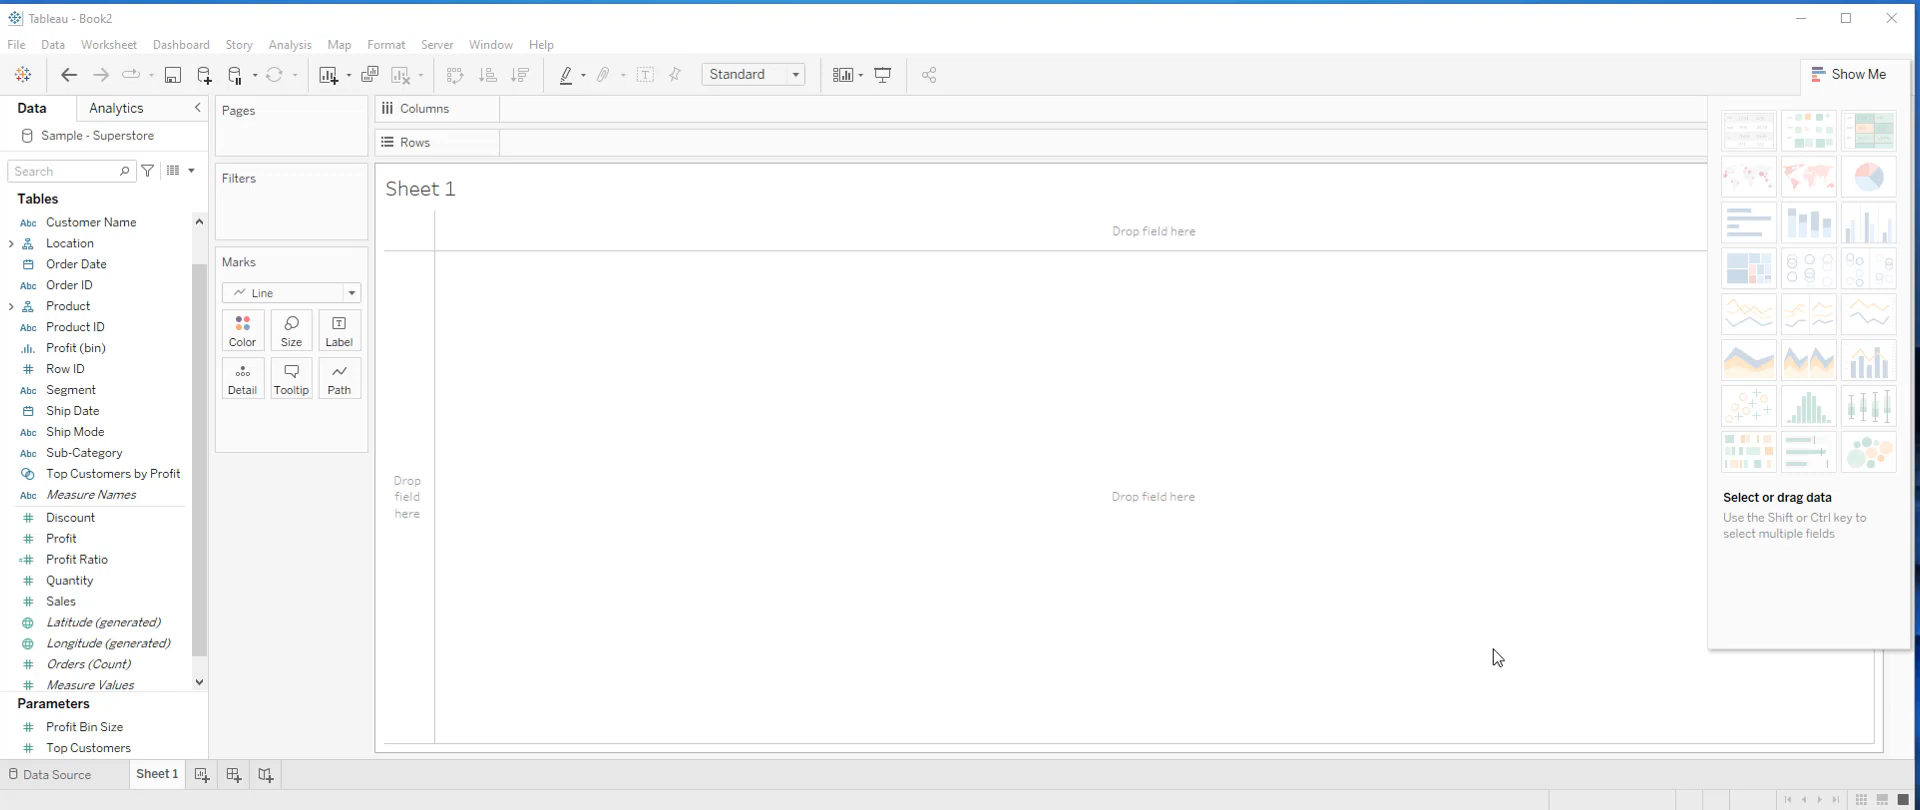 Tableau - Book2
File Data Worksheet Dashboard Story Analysis Map Format Server Window Help
Standard
Show Me
Data Analytics
Sample - Superstore
Search
Tables
Abc Customer Name
Location
Order Date
Abc Order ID
Product
Abc Product ID
Profit (bin)
# Row ID
Abc Segment
Ship Date
Abc Ship Mode
Abc Sub-Category
Top Customers by Profit
Abc Measure Names
# Discount
# Profit
=# Profit Ratio
# Quantity
# Sales
Latitude (generated)
Longitude (generated)
# Orders (Count)
# Measure Values
Parameters
# Profit Bin Size
# Top Customers
Pages
Filters
Marks
Line
Color Size Label
Detail Tooltip Path
Columns
Rows
Sheet 1
Drop field here
Drop
field
here
Drop field here
Select or drag data
Use the Shift or Ctrl key to
select multiple fields
Data Source Sheet 1